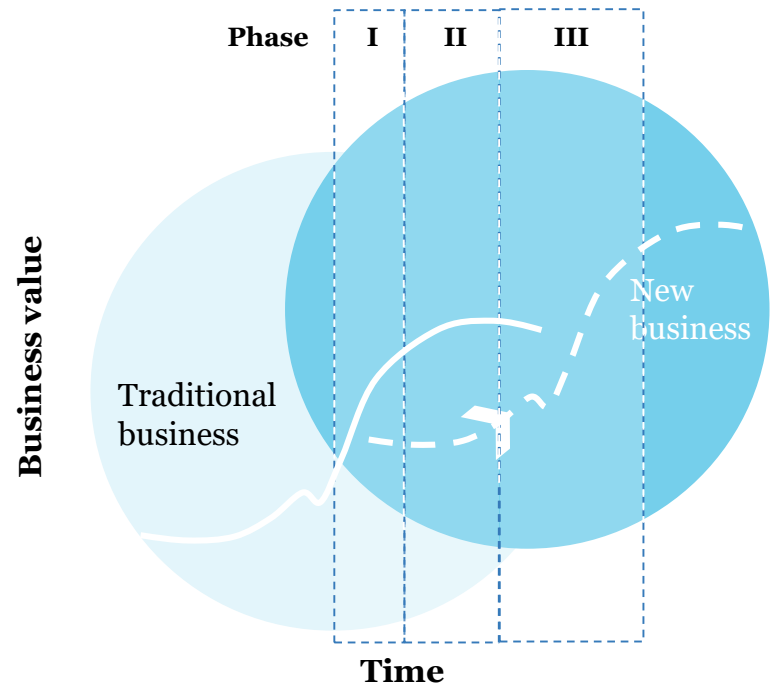 Phase I II III
Business value
Traditional
business
New
business
Time